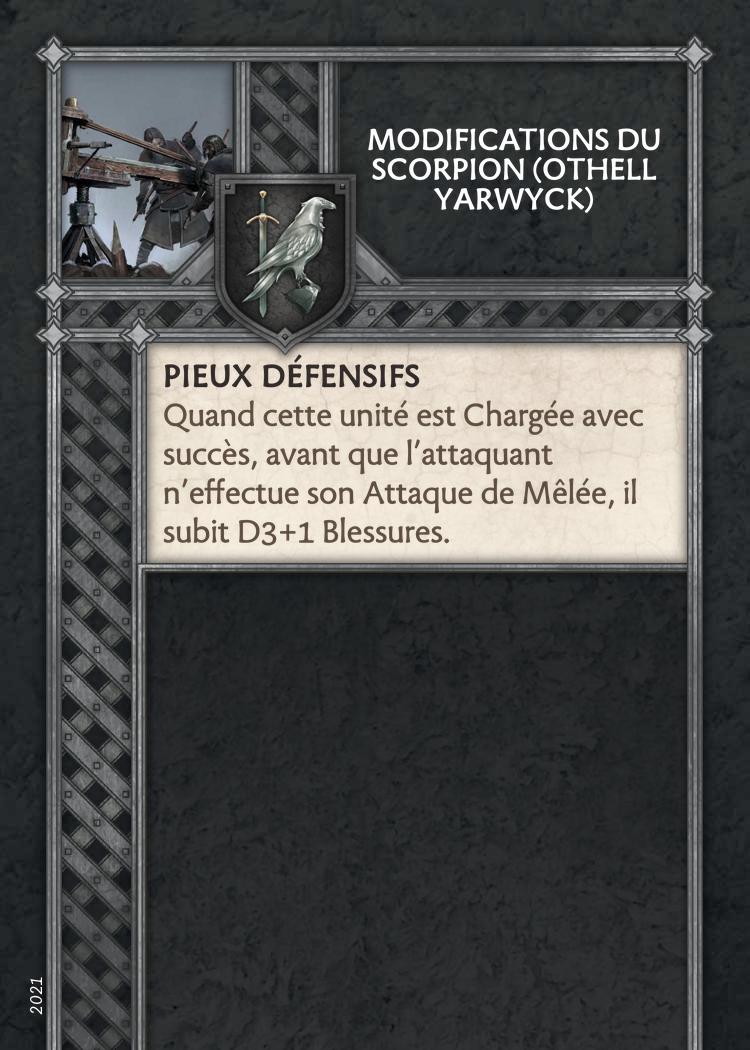 MODIFICATIONS DU
SCORPION (OTHELL
YARWYCK)
PIEUX DÉFENSIFS
Quand cette unité est Chargée avec
succès, avant que l'attaquant
n'effectue son Attaque de Mêlée, il
subit D3+1 Blessures.
2021